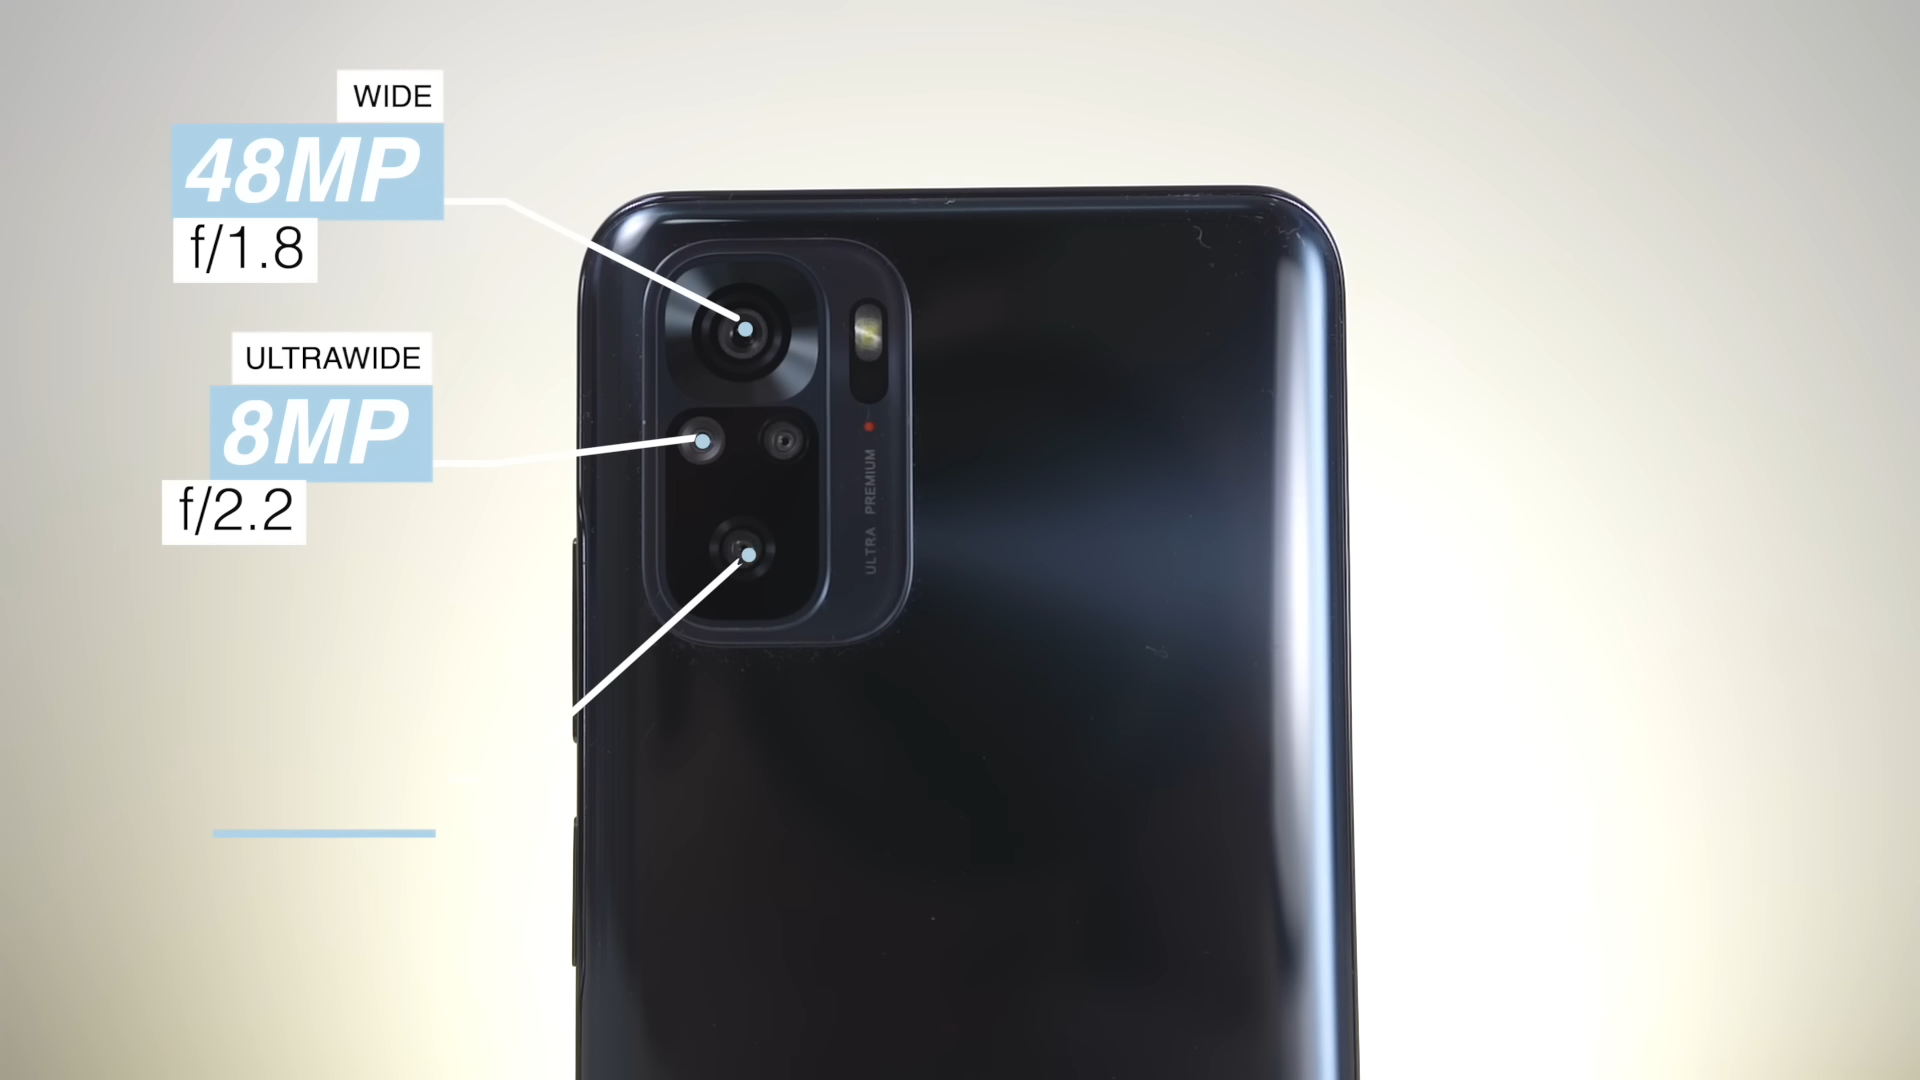 WIDE
48MP
f/1.8
ULTRAWIDE
8MP
f/2.2
ULTRA PREMIUM